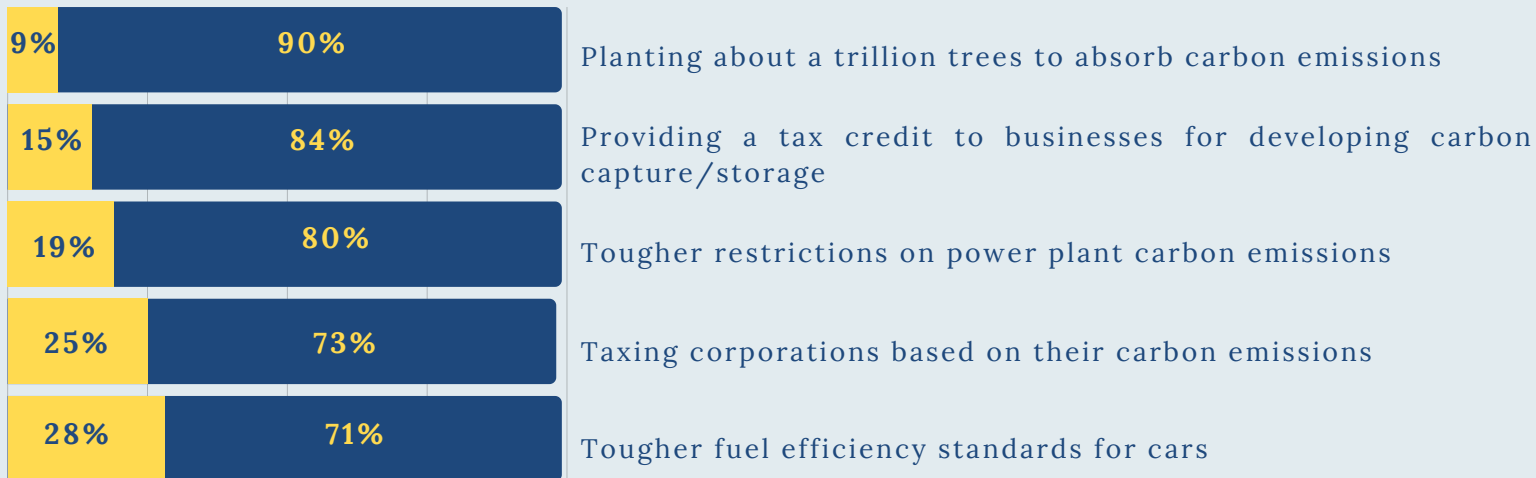 9% 90%
Planting about a trillion trees to absorb carbon emissions
15% 84%
Providing a tax credit to businesses for developing carbon
capture/storage
19% 80%
Tougher restrictions on power plant carbon emissions
25% 73%
Taxing corporations based on their carbon emissions
28% 71%
Tougher fuel efficiency standards for cars